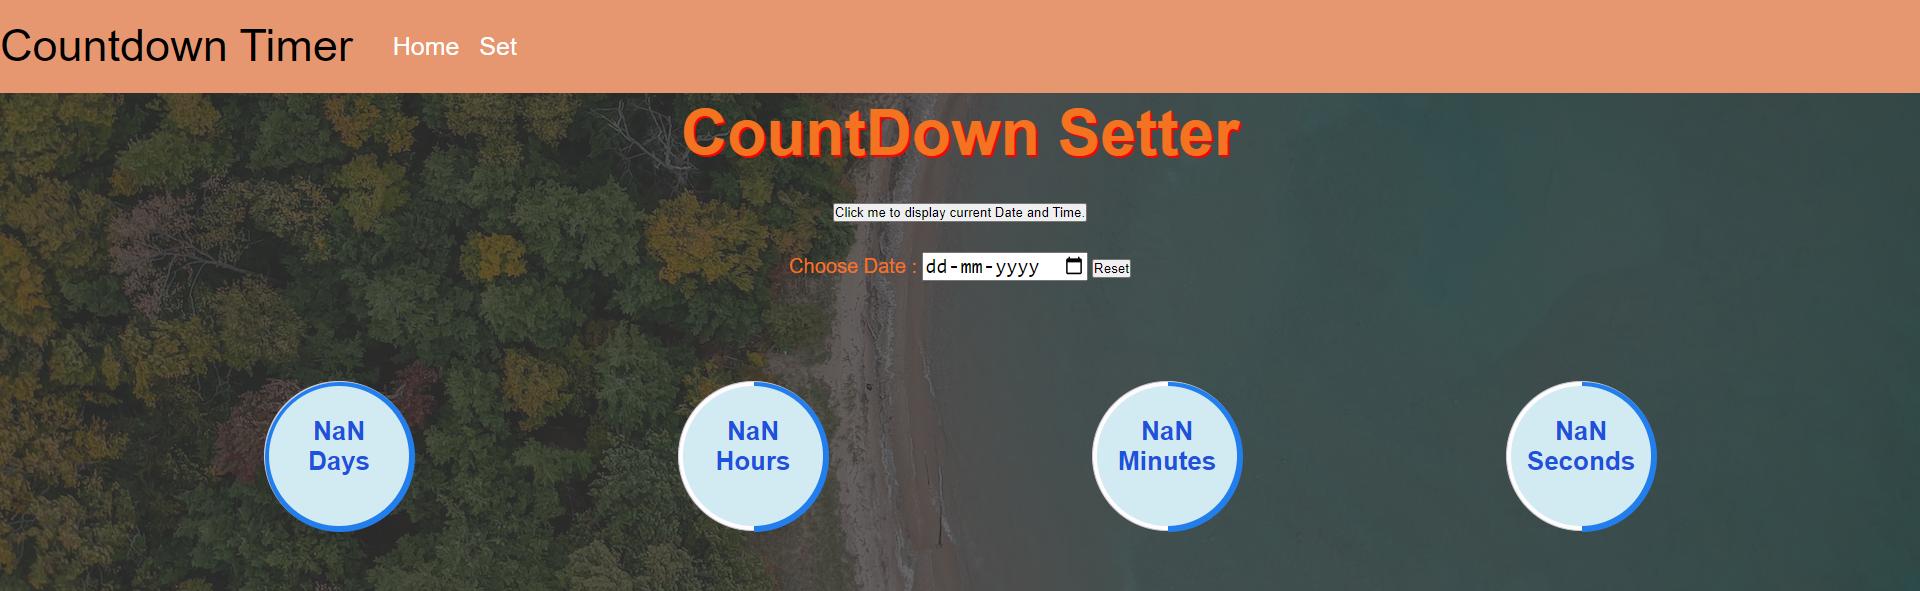 Countdown Timer Home Set
CountDown Setter
Click me to display current Date and Time.
Choose Date : dd-mm-yyyy Reset
NaN
Days
NaN
Hours
NaN
Minutes
NaN
Seconds